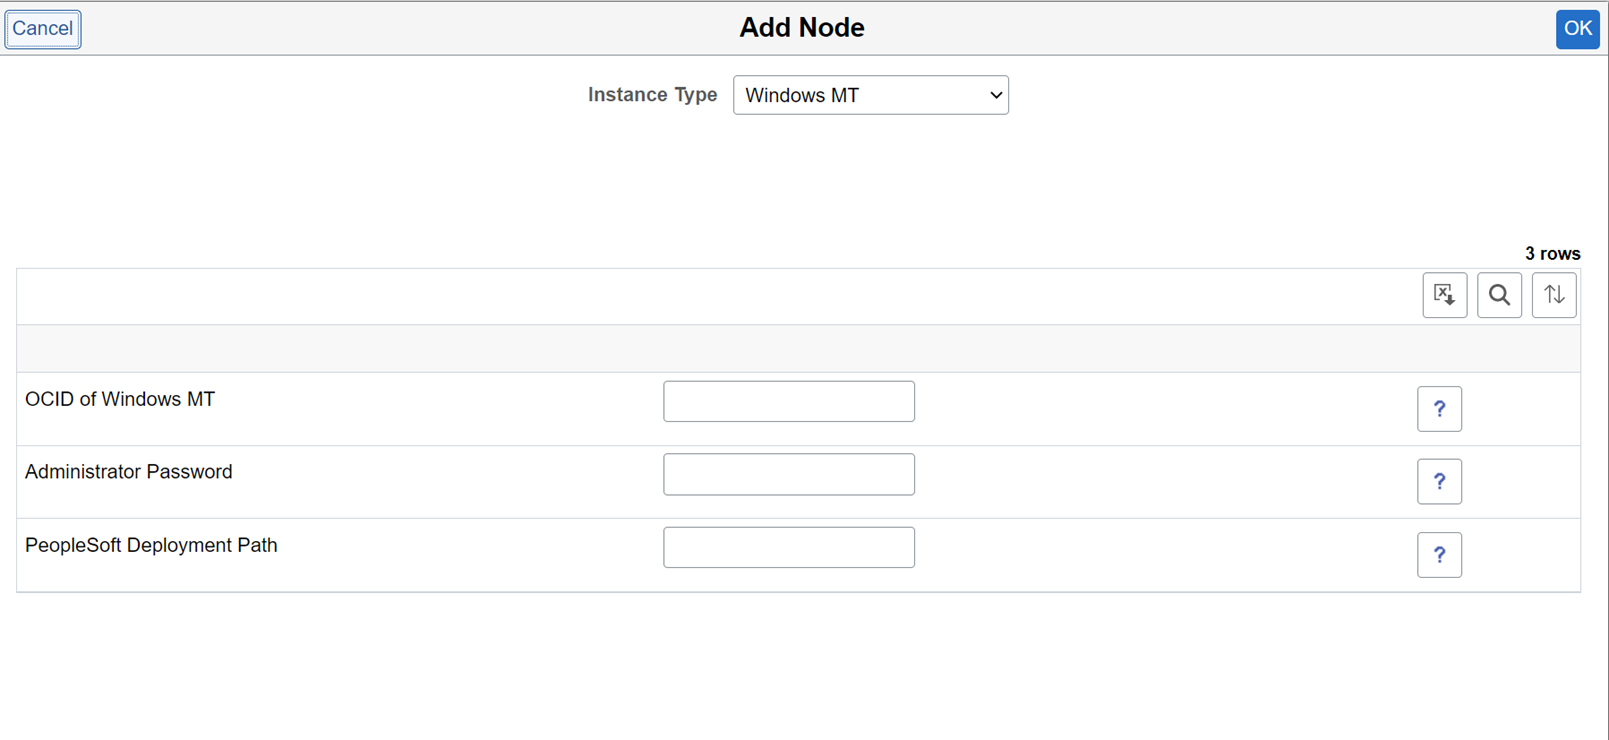 Cancel
Add Node
OK
Instance Type
Windows MT
3 rows
OCID of Windows MT
?
Administrator Password
?
PeopleSoft Deployment Path
?